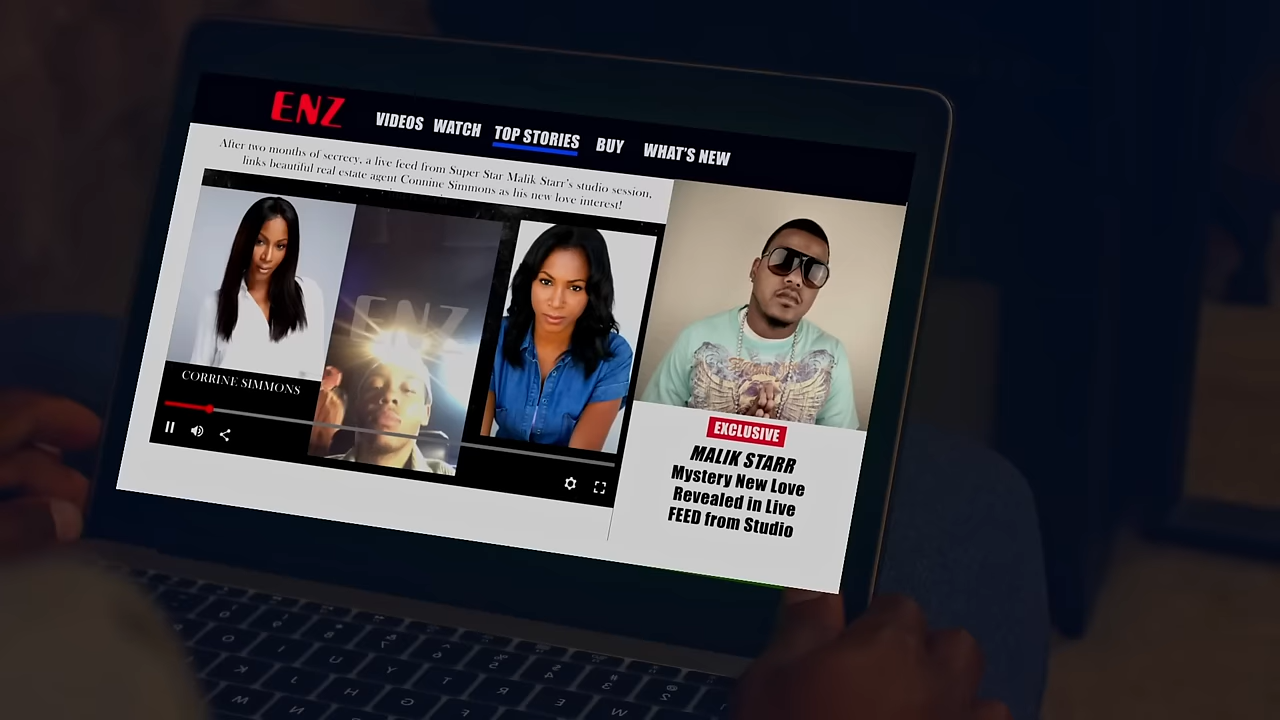 ENZ
VIDEOS WATCH TOP STORIES BUY WHAT'S NEW
After two months of secrecy, a live feed from Super Star Malik Starr's studio session,
links beautiful real estate agent Connine Simmons as his new love interest!
ENZ
CORRINE SIMMONS
EXCLUSIVE
MALIK STARR
Mystery New Love
Revealed in Live
FEED from Studio